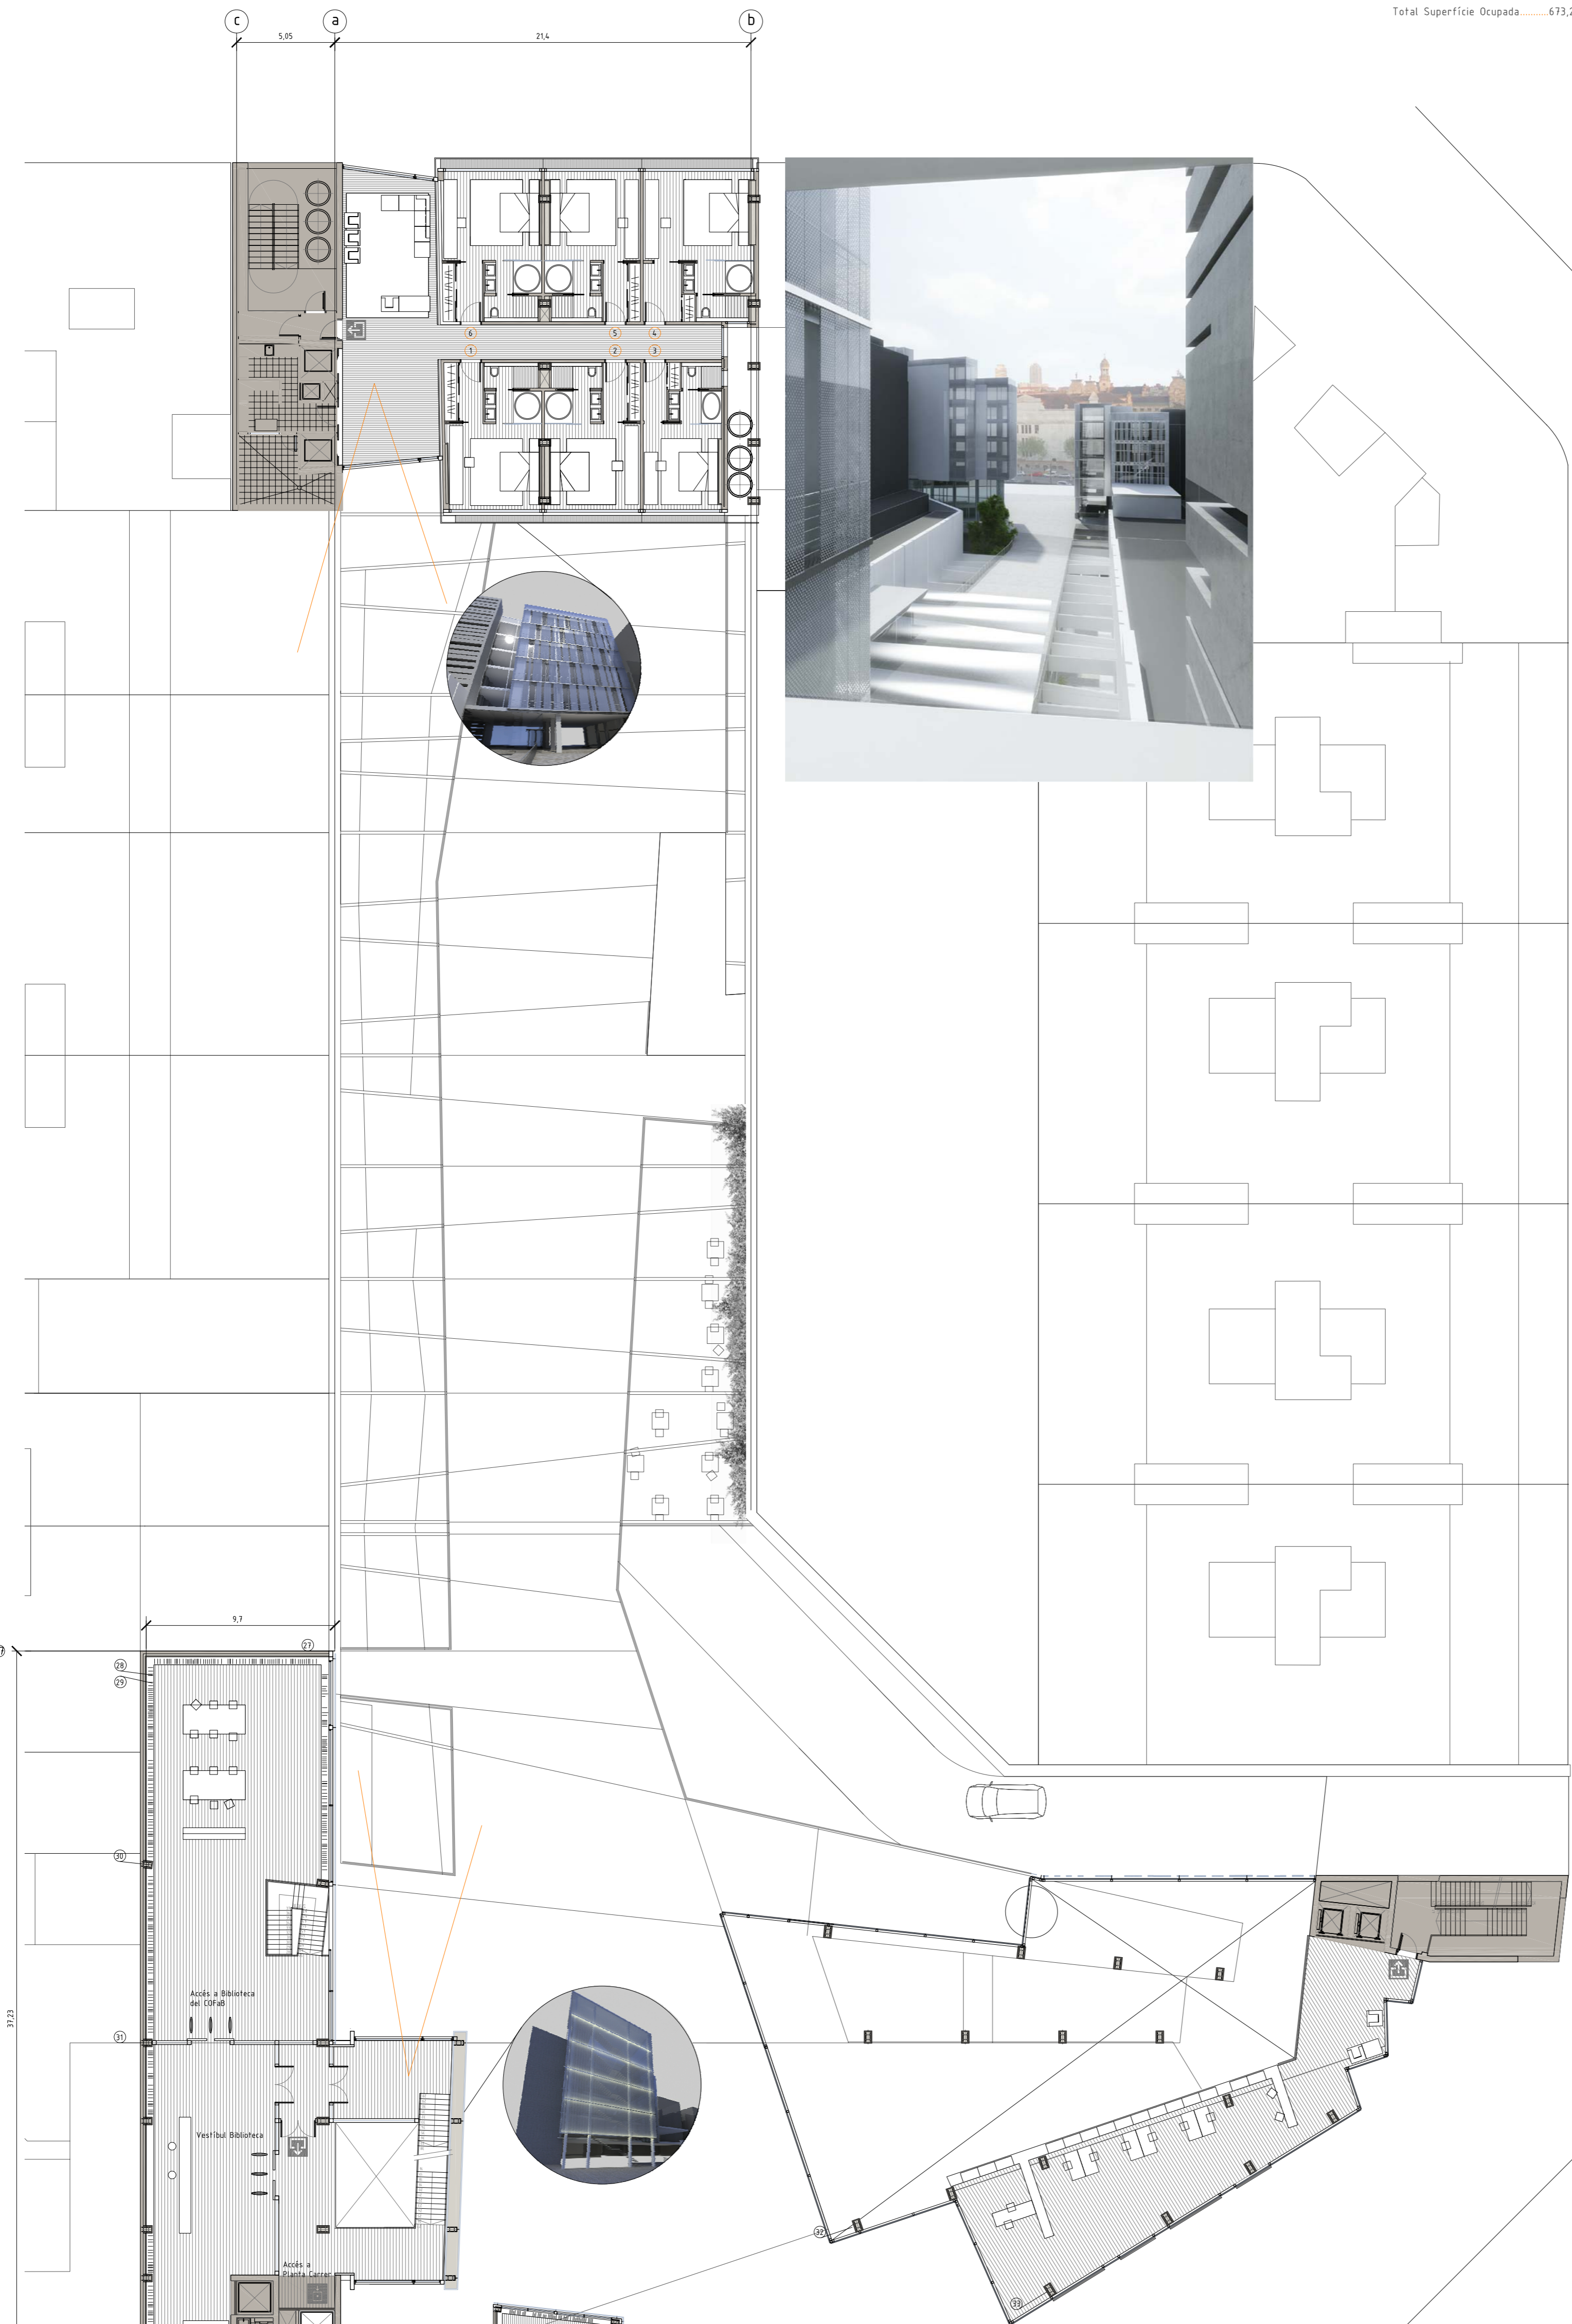 Total Superfície Ocupada..........673,2
c
a
b
5,05
21,4
6
5
4
1
2
3
9,7
27
28
29
30
Accés a Biblioteca
del COFaB
37,23
31
Vestíbul Biblioteca
32
Accés a
Planta Carrer
33